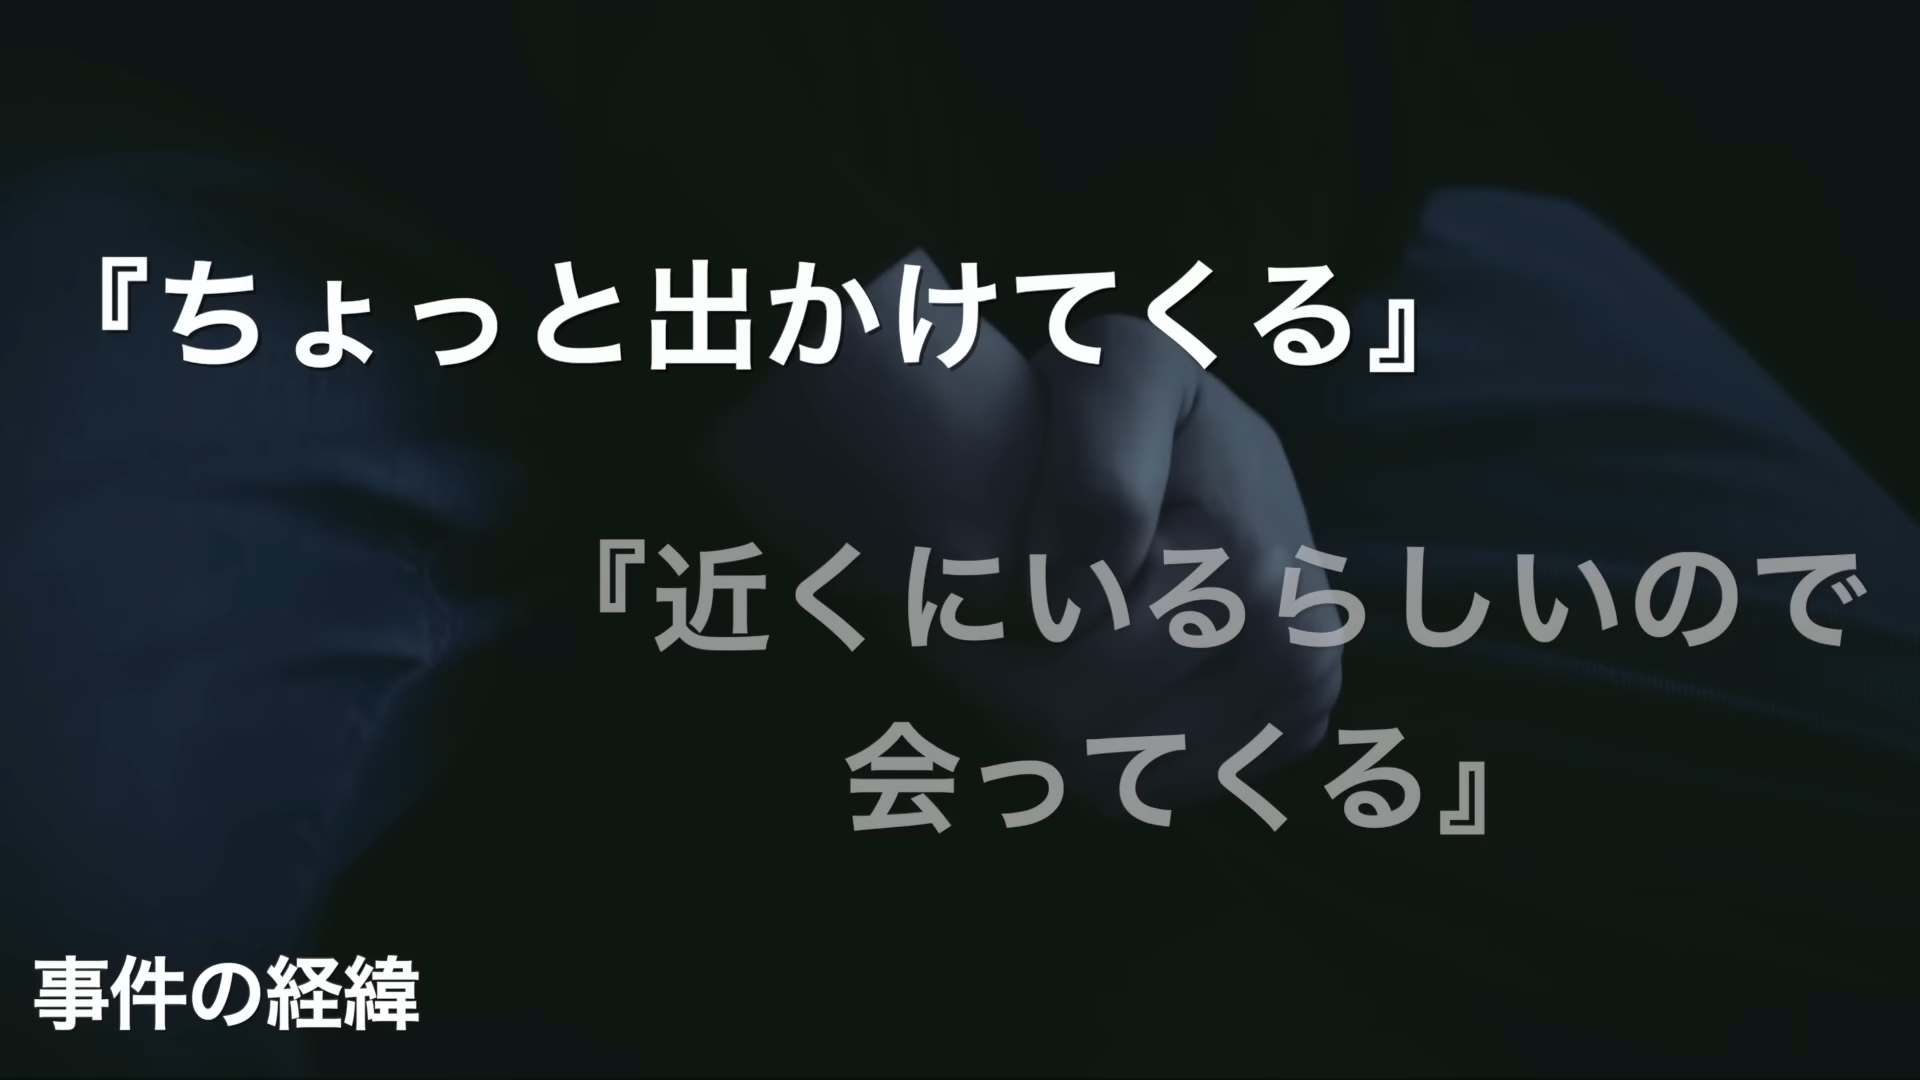 『ちょっと出かけてくる』
『近くにいるらしいので
会ってくる』
事件の経緯